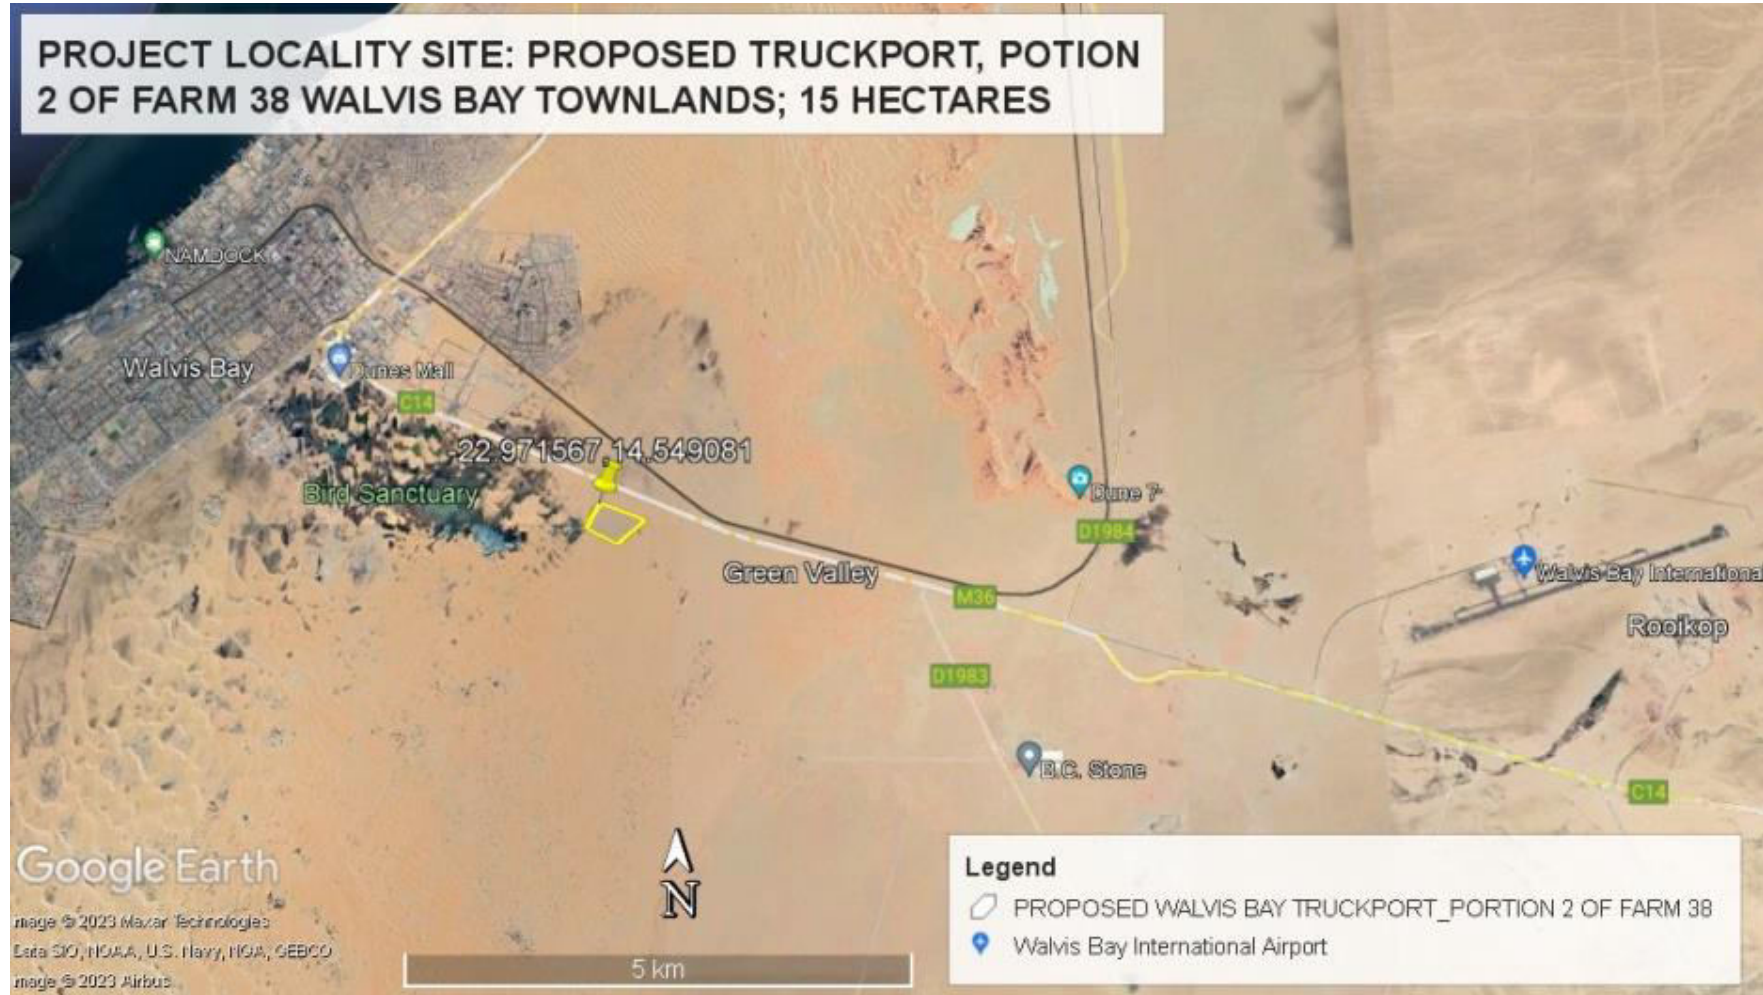 PROJECT LOCALITY SITE: PROPOSED TRUCKPORT, POTION
2 OF FARM 38 WALVIS BAY TOWNLANDS; 15 HECTARES
NAMDOCK
Walvis Bay
Dunes Mall
C14
-22.971567,14.549081
Bird Sanctuary
Dune 7
D1984
Green Valley
M36
Walvis Bay International
Rooikop
D1983
B.C. Stone
C14
Google Earth
Image © 2023 Maxar Technologies
Data SIO, NOAA, U.S. Navy, NGA, GEBCO
Image © 2023 Airbus
N
5 km
Legend
PROPOSED WALVIS BAY TRUCKPORT_PORTION 2 OF FARM 38
Walvis Bay International Airport